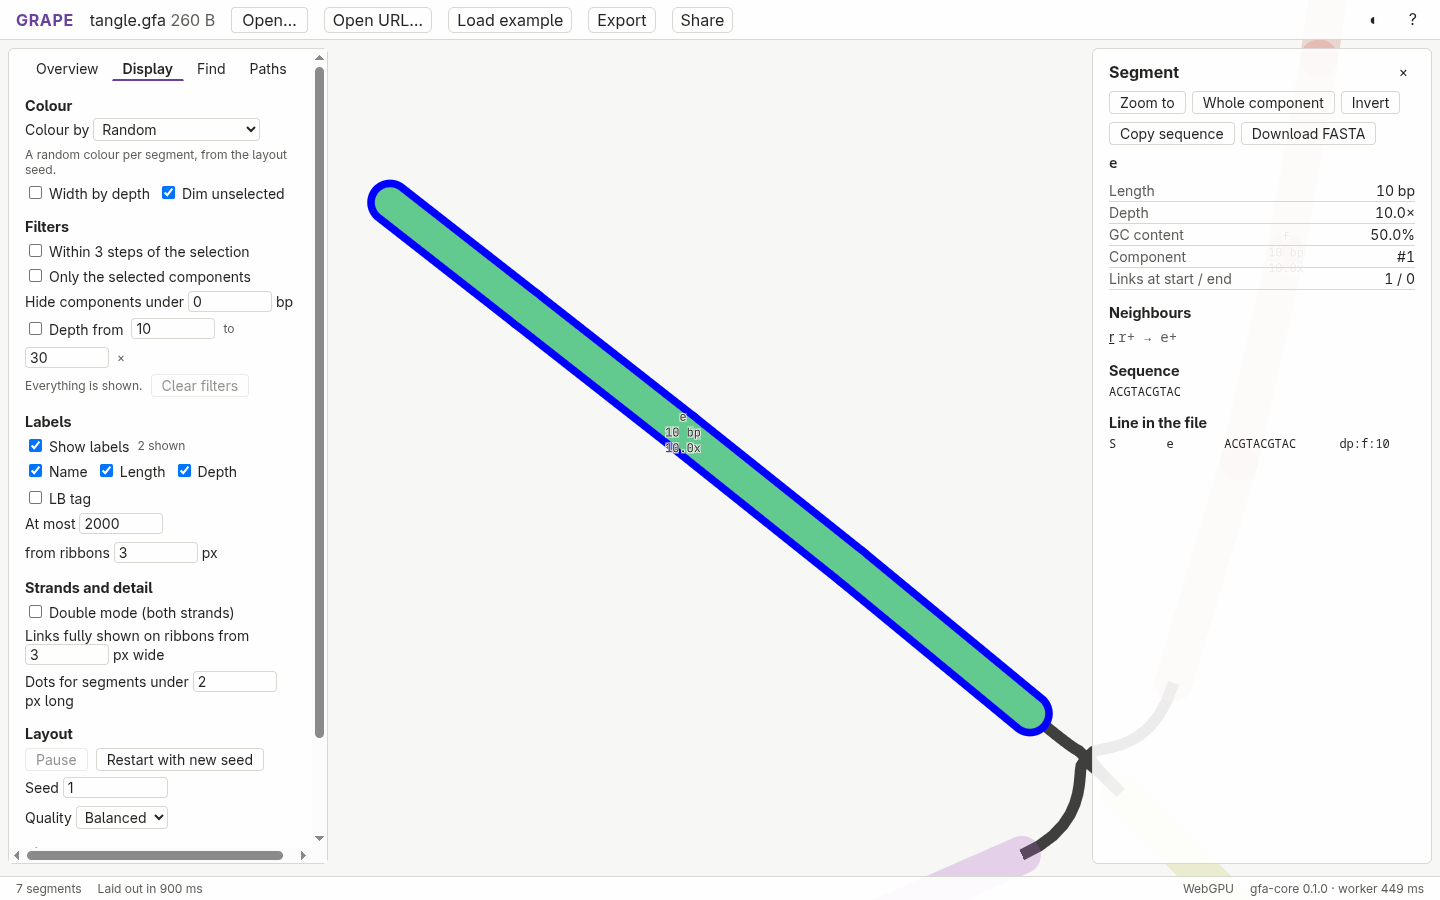 GRAPE tangle.gfa 260 B Open... Open URL... Load example Export Share ?
Overview Display Find Paths
Colour
Colour by Random
A random colour per segment, from the layout
seed.
Width by depth Dim unselected
Filters
Within 3 steps of the selection
Only the selected components
Hide components under 0 bp
Depth from 10 to
30 ×
Everything is shown. Clear filters
Labels
Show labels 2 shown
Name Length Depth
LB tag
At most 2000
from ribbons 3 px
Strands and detail
Double mode (both strands)
Links fully shown on ribbons from
3 px wide
Dots for segments under 2
px long
Layout
Pause Restart with new seed
Seed 1
Quality Balanced
e
10 bp
10.0x
Segment ×
Zoom to Whole component Invert
Copy sequence Download FASTA
e
Length 10 bp
Depth 10.0×
GC content 50.0%
Component #1
Links at start / end 1 / 0
Neighbours
r r+ → e+
Sequence
ACGTACGTAC
Line in the file
S e ACGTACGTAC dp:f:10
f
10 bp
10.0x
7 segments Laid out in 900 ms WebGPU gfa-core 0.1.0 · worker 449 ms